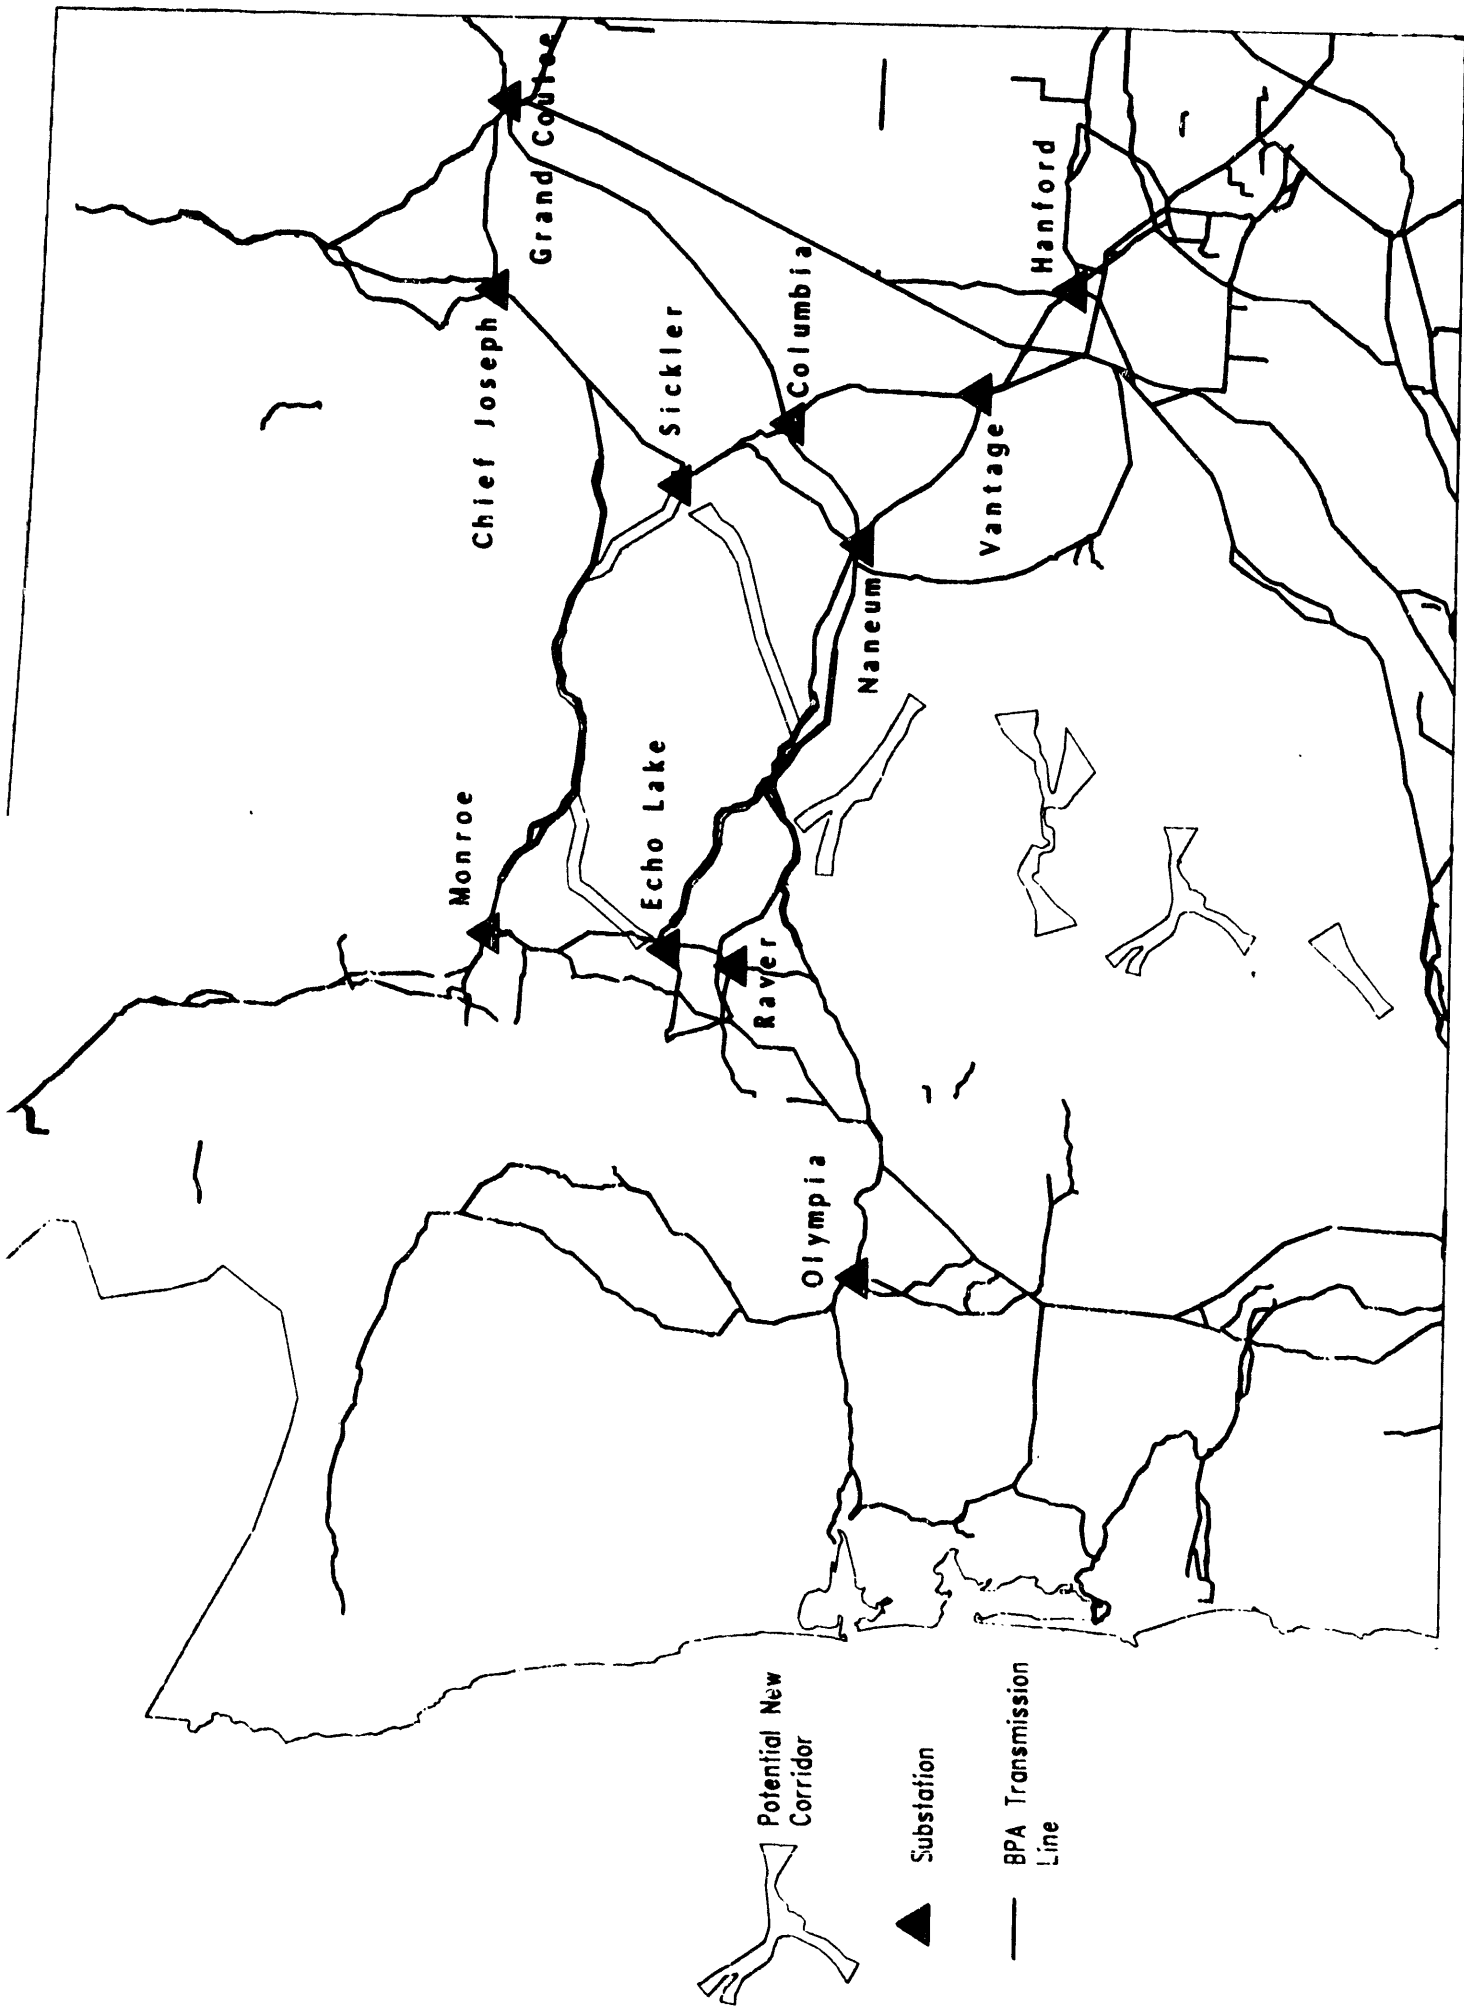 Monroe
Chief Joseph
Grand Coulee
Echo Lake
Sickler
Raver
Columbia
Olympia
Naneum
Vantage
Hanford
Potential New
Corridor
Substation
BPA Transmission
Line